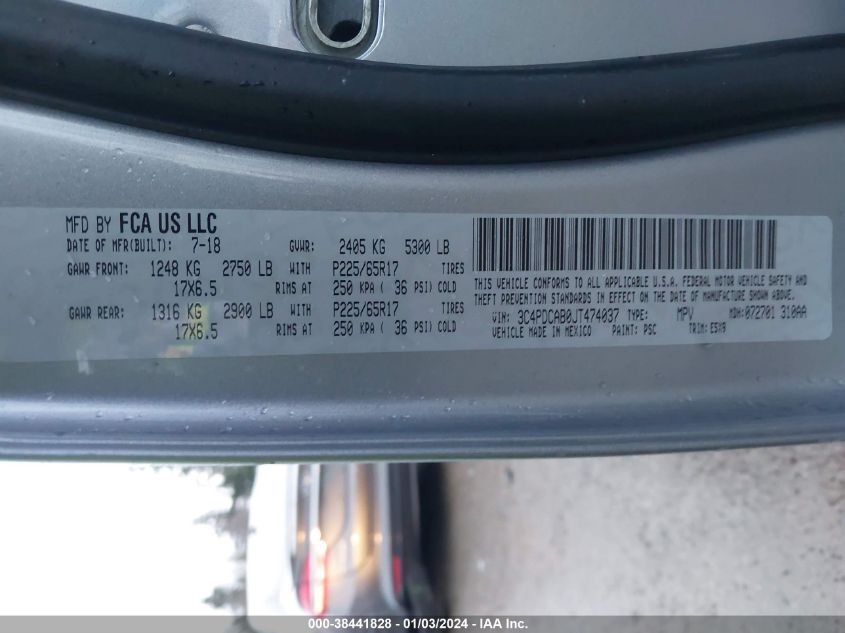 MFD BY FCA US LLC
DATE OF MFR(BUILT): 7-18 GVWR: 2405 KG 5300 LB
GAWR FRONT: 1248 KG 2750 LB WITH P225/65R17 TIRES
17X6.5 RIMS AT 250 KPA ( 36 PSI) COLD
GAWR REAR: 1316 KG 2900 LB WITH P225/65R17 TIRES
17X6.5 RIMS AT 250 KPA ( 36 PSI) COLD
THIS VEHICLE CONFORMS TO ALL APPLICABLE U.S.A. FEDERAL MOTOR VEHICLE SAFETY AND
THEFT PREVENTION STANDARDS IN EFFECT ON THE DATE OF MANUFACTURE SHOWN ABOVE.
VIN: 3C4PDCAB0JT474037 TYPE: MPV MDH: 072701 310AA
VEHICLE MADE IN MEXICO PAINT: PSC TRIM: E5X9
000-38441828 - 01/03/2024 - IAA Inc.